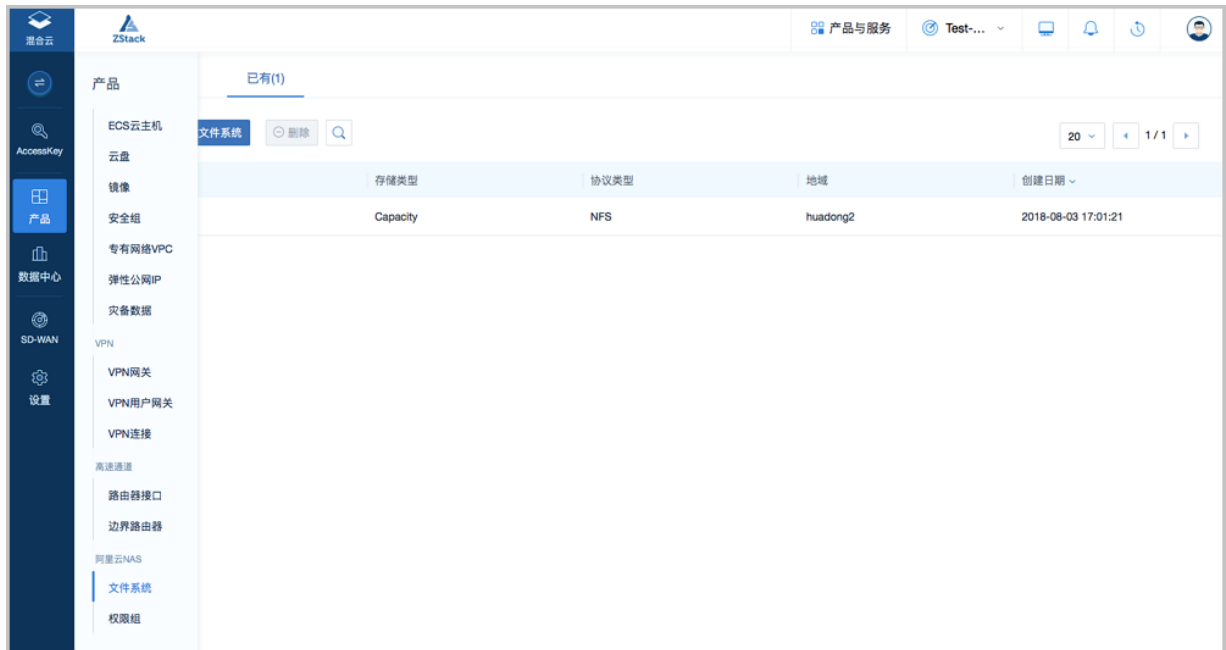 混合云
ZStack
产品与服务
Test-...
AccessKey
产品
数据中心
SD-WAN
设置
产品
ECS云主机
云盘
镜像
安全组
专有网络VPC
弹性公网IP
灾备数据
VPN
VPN网关
VPN用户网关
VPN连接
高速通道
路由器接口
边界路由器
阿里云NAS
文件系统
权限组
已有(1)
文件系统
删除
20
1 / 1
存储类型 协议类型 地域 创建日期
Capacity NFS huadong2 2018-08-03 17:01:21